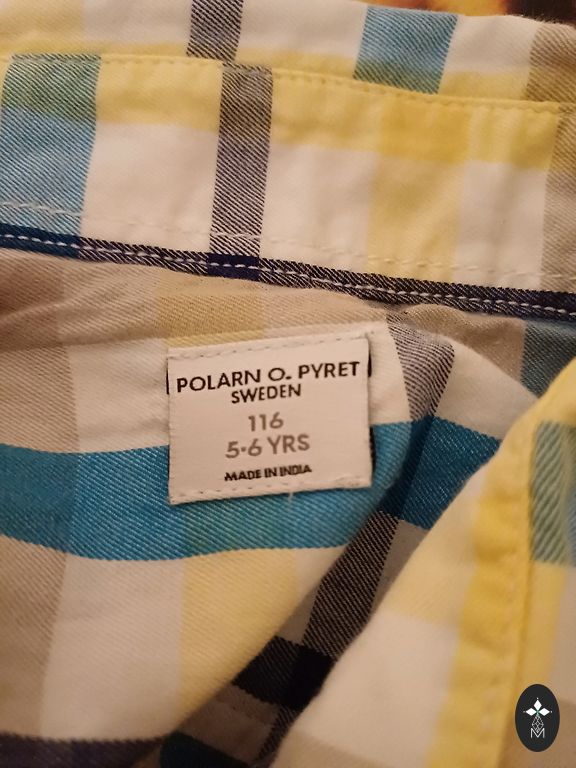 POLARN O. PYRET
SWEDEN
116
5-6 YRS
MADE IN INDIA
M